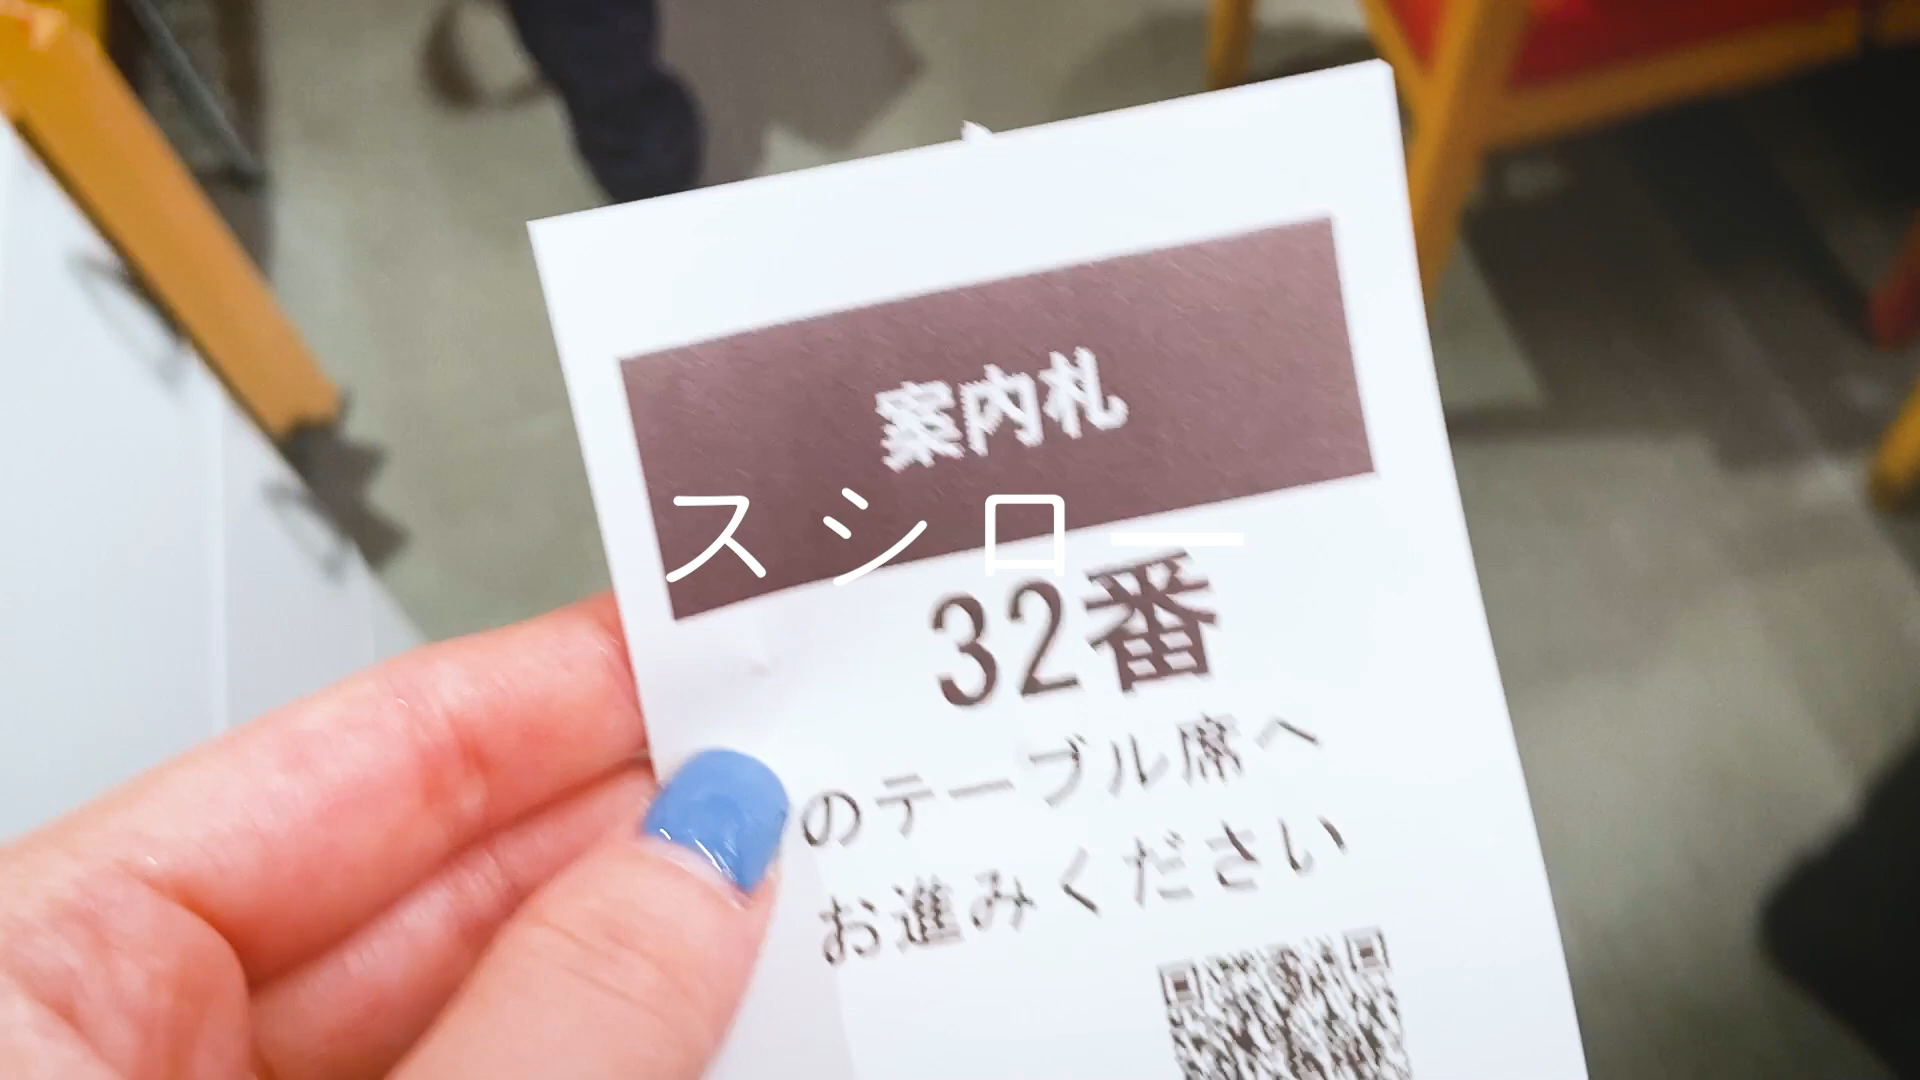 案内札
スシロー
32番
のテーブル席へ
お進みください